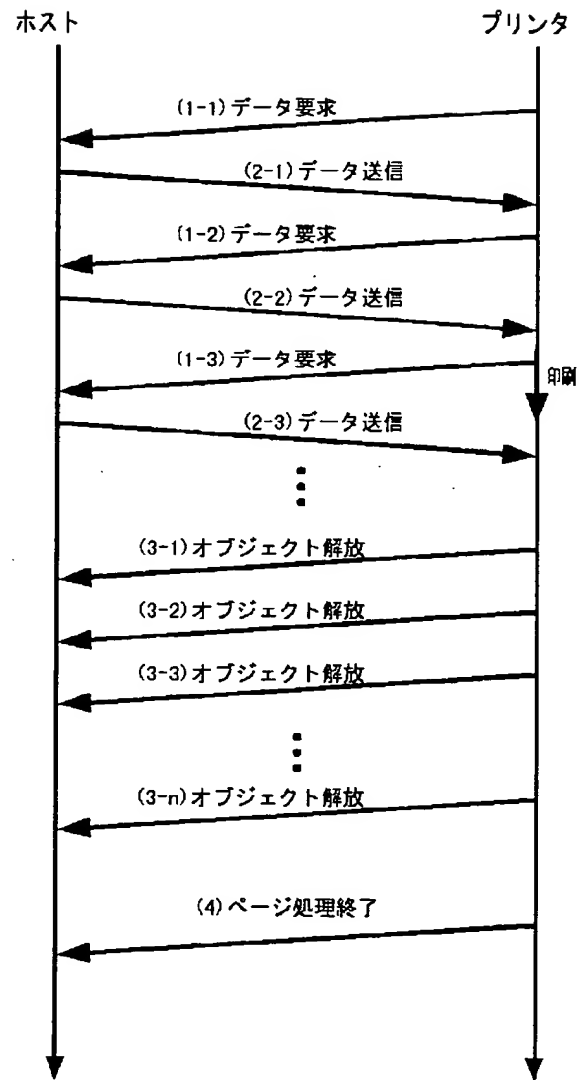 ホスト
プリンタ
(1-1)データ要求
(2-1)データ送信
(1-2)データ要求
(2-2)データ送信
(1-3)データ要求
印刷
(2-3)データ送信
(3-1)オブジェクト解放
(3-2)オブジェクト解放
(3-3)オブジェクト解放
(3-n)オブジェクト解放
(4)ページ処理終了